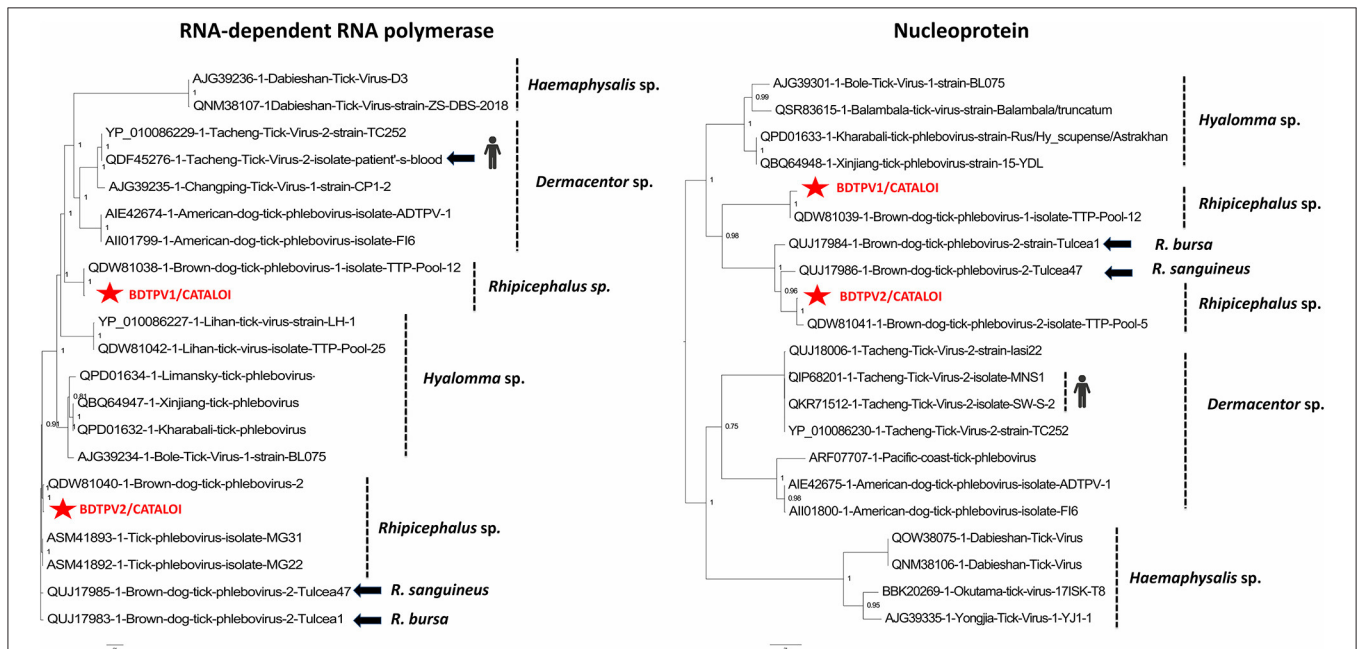 RNA-dependent RNA polymerase
AJG39236-1-Dabieshan-Tick-Virus-D3
1
QNM38107-1Dabieshan-Tick-Virus-strain-ZS-DBS-2018
Haemaphysalis sp.
YP_010086229-1-Tacheng-Tick-Virus-2-strain-TC252
1
QDF45276-1-Tacheng-Tick-Virus-2-isolate-patient'-s-blood
1
AJG39235-1-Changping-Tick-Virus-1-strain-CP1-2
Dermacentor sp.
1
1
AIE42674-1-American-dog-tick-phlebovirus-isolate-ADTPV-1
1
AII01799-1-American-dog-tick-phlebovirus-isolate-FI6
1
QDW81038-1-Brown-dog-tick-phlebovirus-1-isolate-TTP-Pool-12
1
BDTPV1/CATALOI
Rhipicephalus sp.
YP_010086227-1-Lihan-tick-virus-strain-LH-1
1
QDW81042-1-Lihan-tick-virus-isolate-TTP-Pool-25
QPD01634-1-Limansky-tick-phlebovirus-
0.81
QBQ64947-1-Xinjiang-tick-phlebovirus
1
QPD01632-1-Kharabali-tick-phlebovirus
0.91
AJG39234-1-Bole-Tick-Virus-1-strain-BL075
Hyalomma sp.
QDW81040-1-Brown-dog-tick-phlebovirus-2
1
1
BDTPV2/CATALOI
ASM41893-1-Tick-phlebovirus-isolate-MG31
1
ASM41892-1-Tick-phlebovirus-isolate-MG22
Rhipicephalus sp.
QUJ17985-1-Brown-dog-tick-phlebovirus-2-Tulcea47
R. sanguineus
QUJ17983-1-Brown-dog-tick-phlebovirus-2-Tulcea1
R. bursa
Nucleoprotein
AJG39301-1-Bole-Tick-Virus-1-strain-BL075
0.99
QSR83615-1-Balambala-tick-virus-strain-Balambala/truncatum
1
QPD01633-1-Kharabali-tick-phlebovirus-strain-Rus/Hy_scupense/Astrakhan
1
QBQ64948-1-Xinjiang-tick-phlebovirus-strain-15-YDL
Hyalomma sp.
1
BDTPV1/CATALOI
1
QDW81039-1-Brown-dog-tick-phlebovirus-1-isolate-TTP-Pool-12
Rhipicephalus sp.
0.98
QUJ17984-1-Brown-dog-tick-phlebovirus-2-strain-Tulcea1
R. bursa
1
QUJ17986-1-Brown-dog-tick-phlebovirus-2-Tulcea47
R. sanguineus
0.96
BDTPV2/CATALOI
1
QDW81041-1-Brown-dog-tick-phlebovirus-2-isolate-TTP-Pool-5
Rhipicephalus sp.
QUJ18006-1-Tacheng-Tick-Virus-2-strain-Iasi22
QIP68201-1-Tacheng-Tick-Virus-2-isolate-MNS1
1
QKR71512-1-Tacheng-Tick-Virus-2-isolate-SW-S-2
YP_010086230-1-Tacheng-Tick-Virus-2-strain-TC252
Dermacentor sp.
0.75
ARF07707-1-Pacific-coast-tick-phlebovirus
1
AIE42675-1-American-dog-tick-phlebovirus-isolate-ADTPV-1
0.98
AII01800-1-American-dog-tick-phlebovirus-isolate-FI6
1
QOW38075-1-Dabieshan-Tick-Virus
1
QNM38106-1-Dabieshan-Tick-Virus
1
BBK20269-1-Okutama-tick-virus-17ISK-T8
0.95
AJG39335-1-Yongjia-Tick-Virus-1-YJ1-1
Haemaphysalis sp.